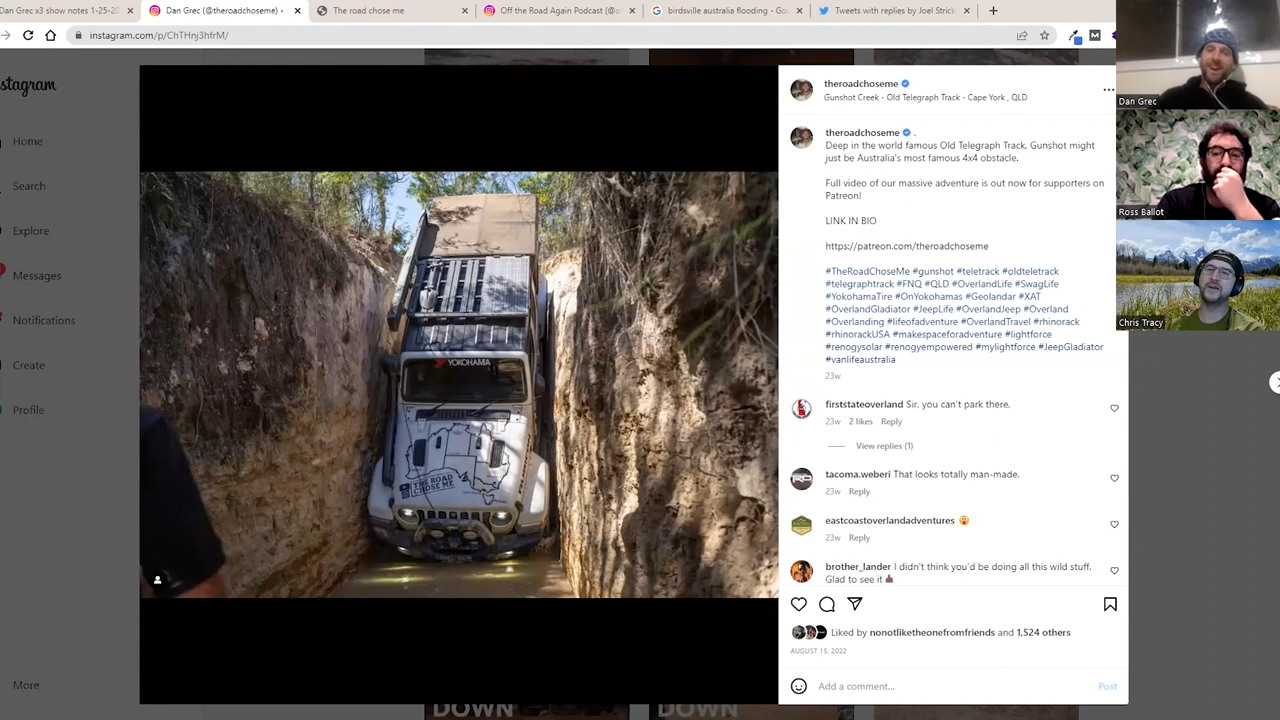 Dan Grec x3 show notes 1-25-20
Dan Grec (@theroadchoseme) ·
The road chose me
Off the Road Again Podcast (@o
birdsville australia flooding - Go
Tweets with replies by Joel Strick
instagram.com/p/ChTHnj3hfrM/
nstagram
Home
Search
Explore
Messages
Notifications
Create
Profile
More
YOKOHAMA
THE ROAD
CHOSE ME
DOWN
DOWN
theroadchoseme
Gunshot Creek - Old Telegraph Track - Cape York , QLD
theroadchoseme .
Deep in the world famous Old Telegraph Track, Gunshot might
just be Australia's most famous 4x4 obstacle.
Full video of our massive adventure is out now for supporters on
Patreon!
LINK IN BIO
https://patreon.com/theroadchoseme
#TheRoadChoseMe #gunshot #teletrack #oldteletrack
#telegraphtrack #FNQ #QLD #OverlandLife #SwagLife
#YokohamaTire #OnYokohamas #Geolandar #XAT
#OverlandGladiator #JeepLife #OverlandJeep #Overland
#Overlanding #lifeofadventure #OverlandTravel #rhinorack
#rhinorackUSA #makespaceforadventure #lightforce
#renogysolar #renogyempowered #mylightforce #JeepGladiator
#vanlifeaustralia
23w
firststateoverland Sir, you can't park there.
23w 2 likes Reply
View replies (1)
tacoma.weberi That looks totally man-made.
23w Reply
eastcoastoverlandadventures 😮
23w Reply
brother_lander I didn't think you'd be doing all this wild stuff.
Glad to see it
Liked by nonotliketheonefromfriends and 1,524 others
AUGUST 15, 2022
Add a comment...
Post
Dan Grec
Ross Ballot
Chris Tracy